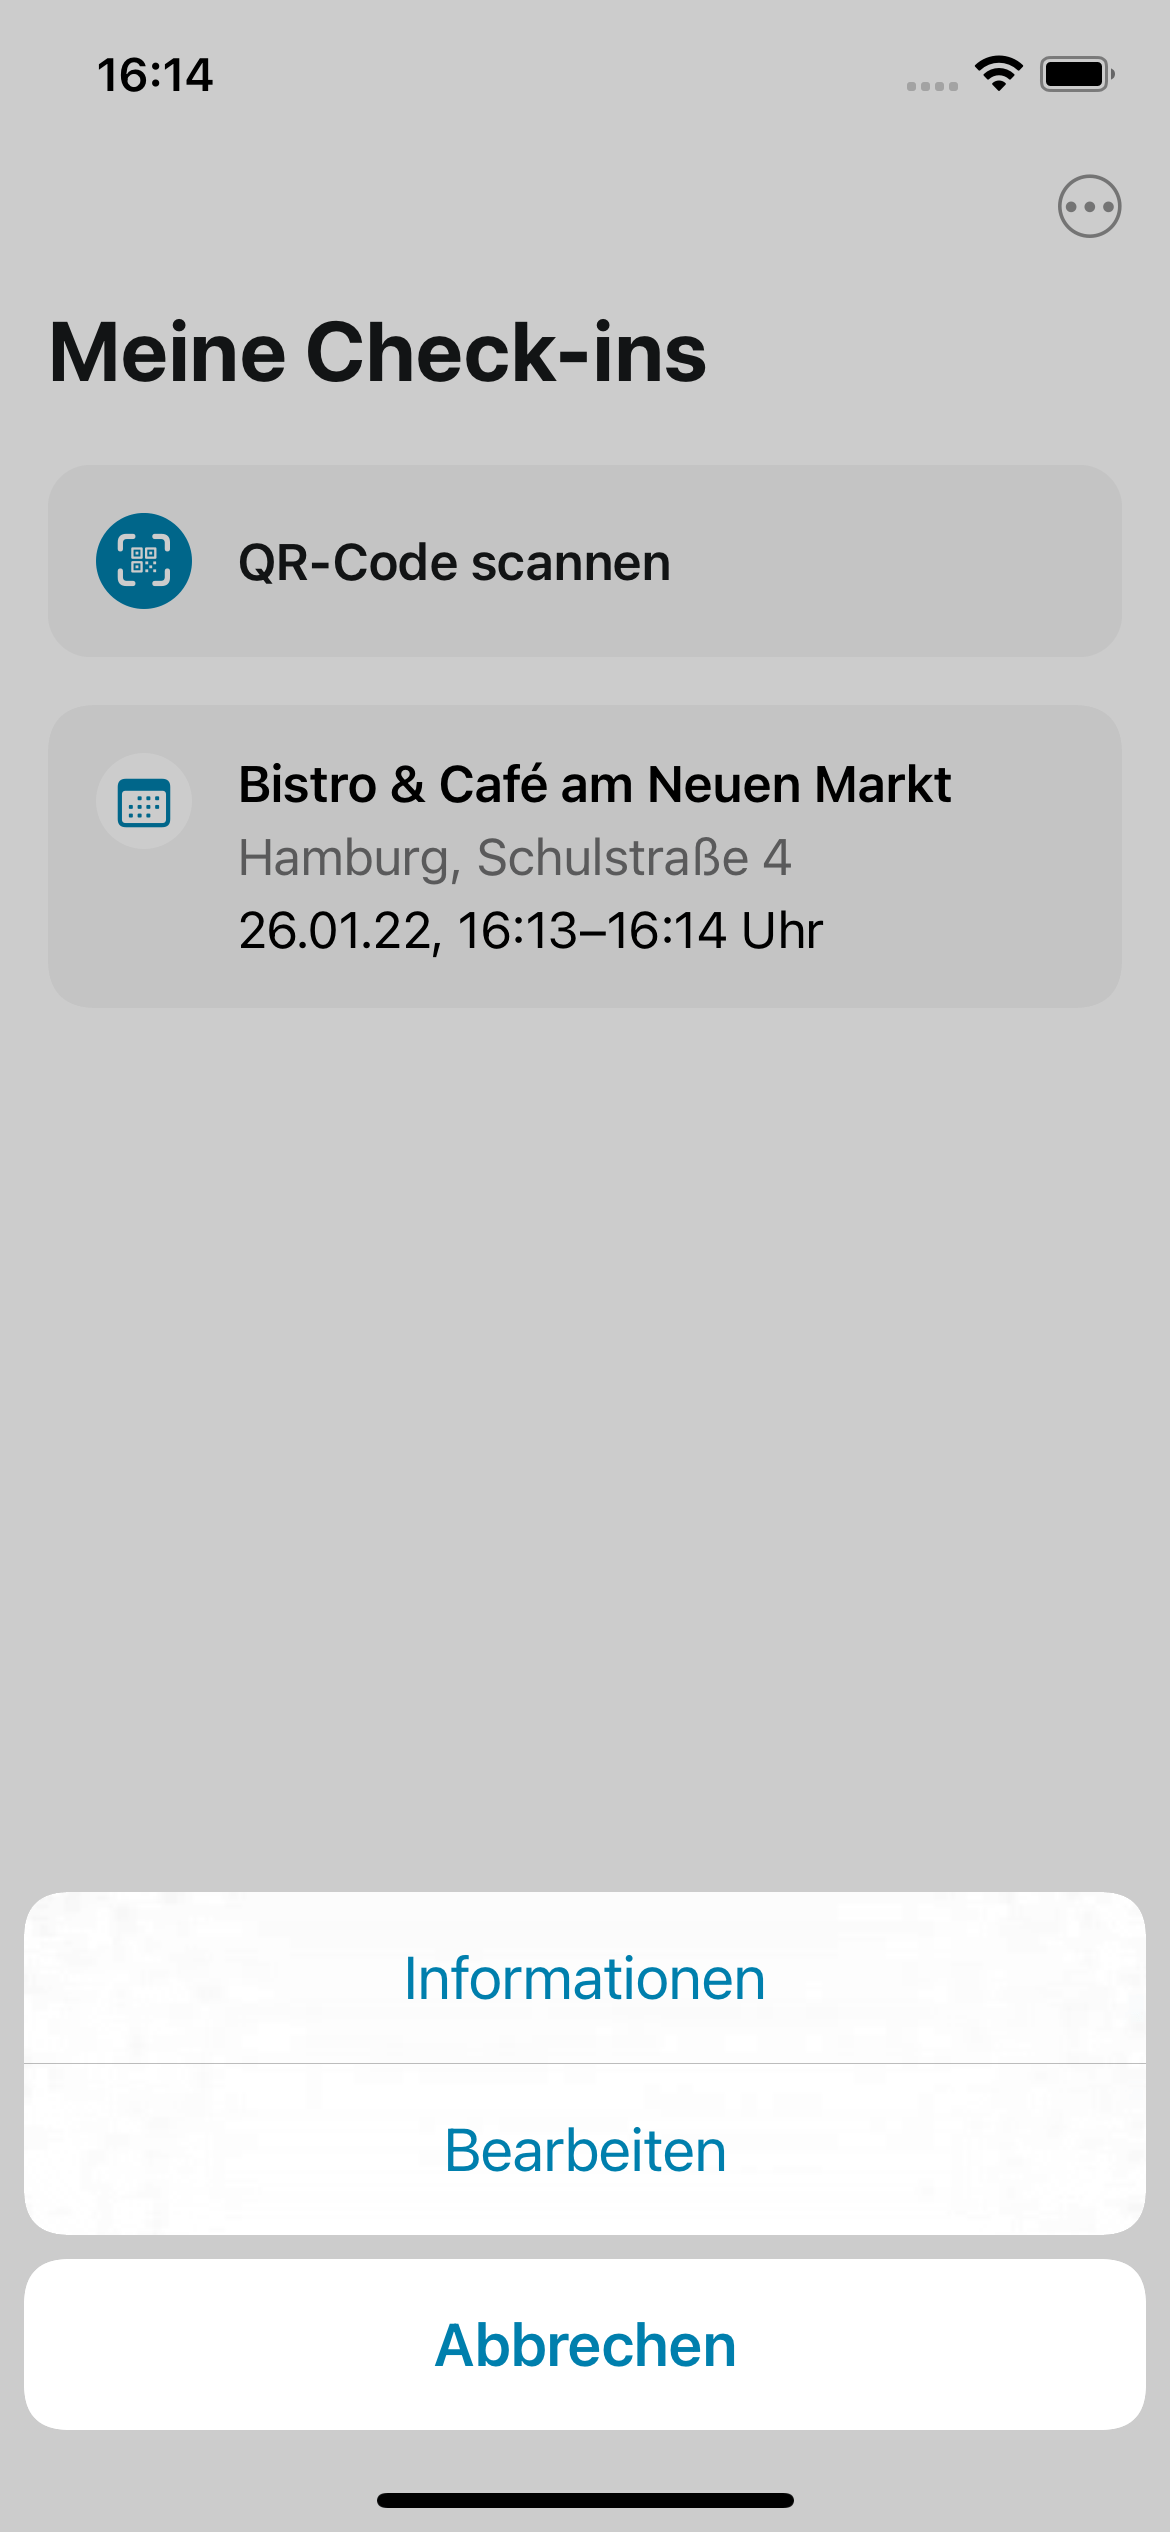 16:14
Meine Check-ins
QR-Code scannen
Bistro & Café am Neuen Markt
Hamburg, Schulstraße 4
26.01.22, 16:13–16:14 Uhr
Informationen
Bearbeiten
Abbrechen